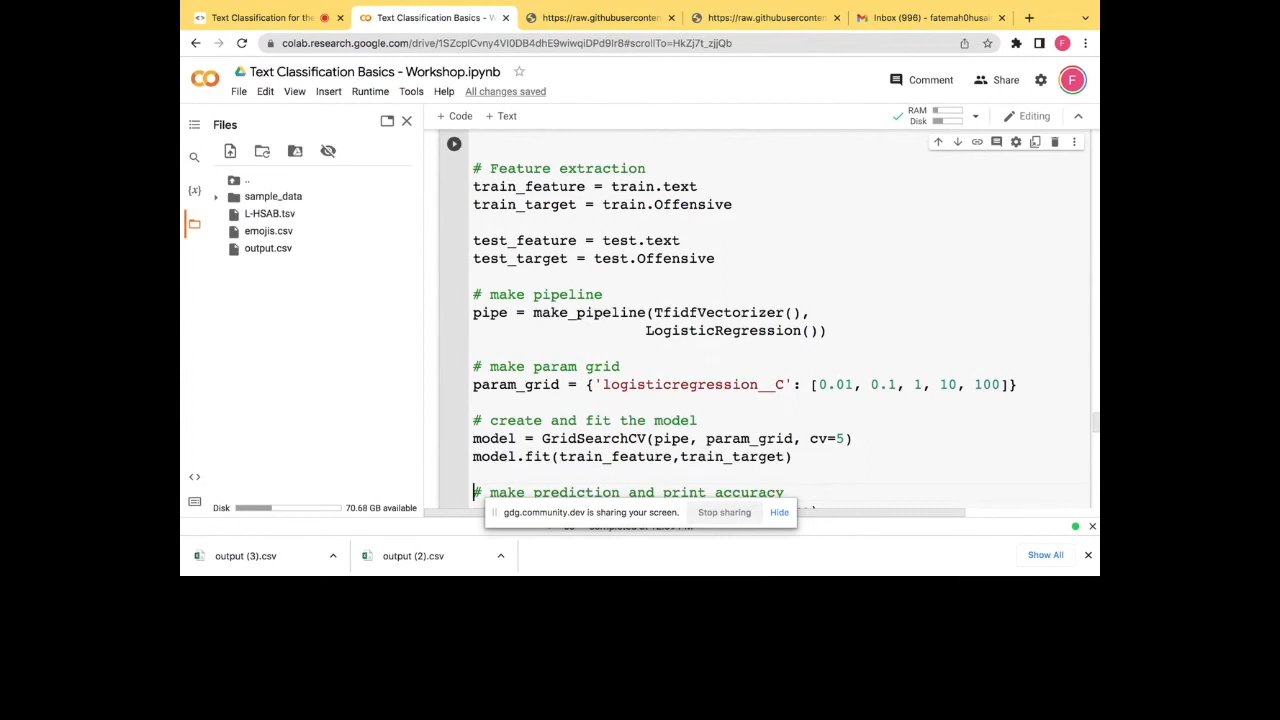 Text Classification for the
Text Classification Basics - W
https://raw.githubusercontent
https://raw.githubusercontent
Inbox (996) - fatemah0husai
colab.research.google.com/drive/1SZcplCvny4Vl0DB4dhE9wiwqiDPd9lr8#scrollTo=HkZj7t_zjjQb
F
Text Classification Basics - Workshop.ipynb
Comment
Share
F
File Edit View Insert Runtime Tools Help All changes saved
Files
+ Code + Text
RAM
Disk
Editing
..
sample_data
L-HSAB.tsv
emojis.csv
output.csv
{x}
<>
Disk
70.68 GB available
# Feature extraction
train_feature = train.text
train_target = train.Offensive
test_feature = test.text
test_target = test.Offensive
# make pipeline
pipe = make_pipeline(TfidfVectorizer(),
LogisticRegression())
# make param grid
param_grid = {'logisticregression__C': [0.01, 0.1, 1, 10, 100]}
# create and fit the model
model = GridSearchCV(pipe, param_grid, cv=5)
model.fit(train_feature,train_target)
# make prediction and print accuracy
gdg.community.dev is sharing your screen.
Stop sharing
Hide
output (3).csv
output (2).csv
Show All